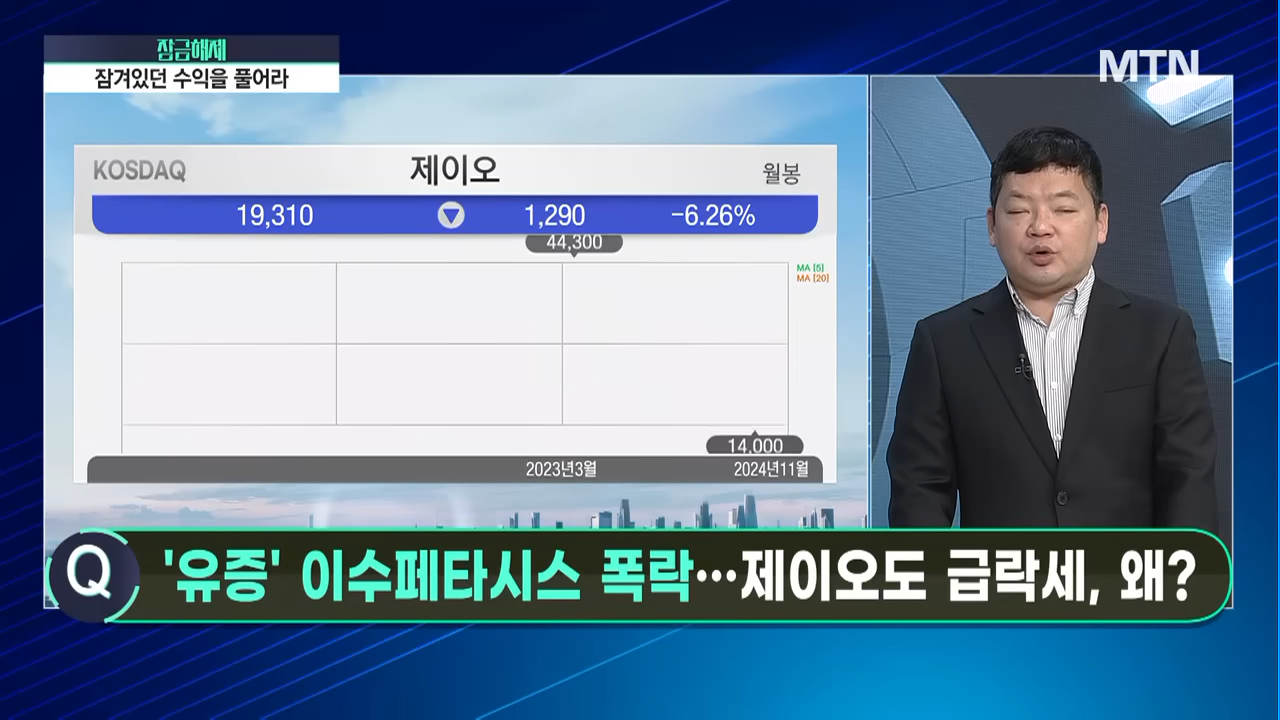 잠금해제
잠겨있던 수익을 풀어라
MTN
KOSDAQ 제이오 월봉
19,310 ▼ 1,290 -6.26%
44,300
MA [5]
MA [20]
14,000
2023년3월 2024년11월
Q '유증' 이수페타시스 폭락…제이오도 급락세, 왜?